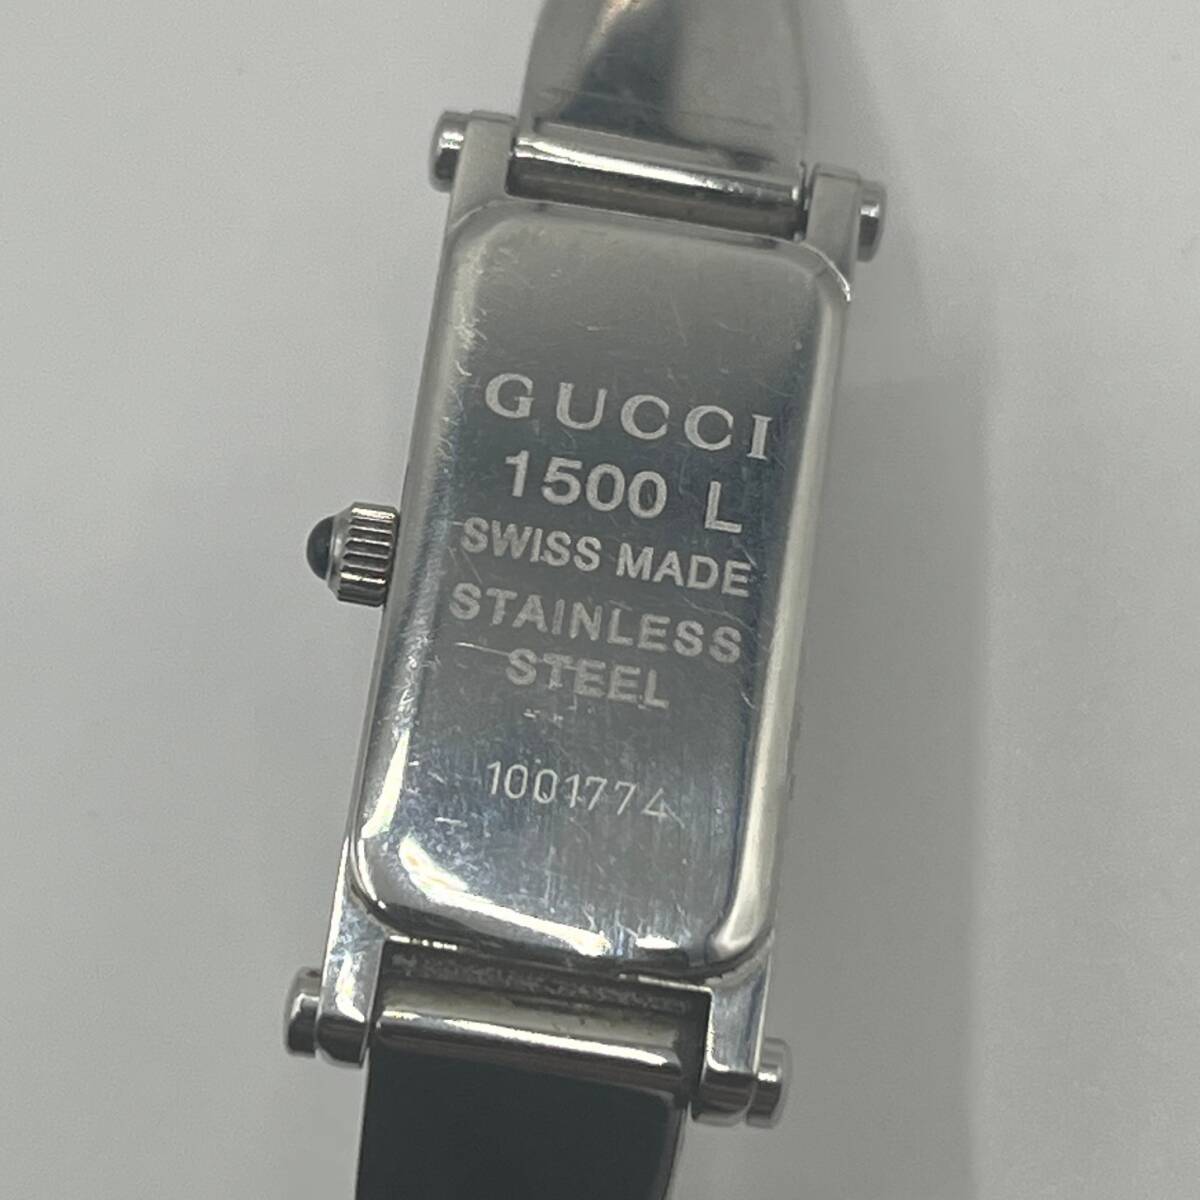 GUCCI
1500 L
SWISS MADE
STAINLESS
STEEL
1001774